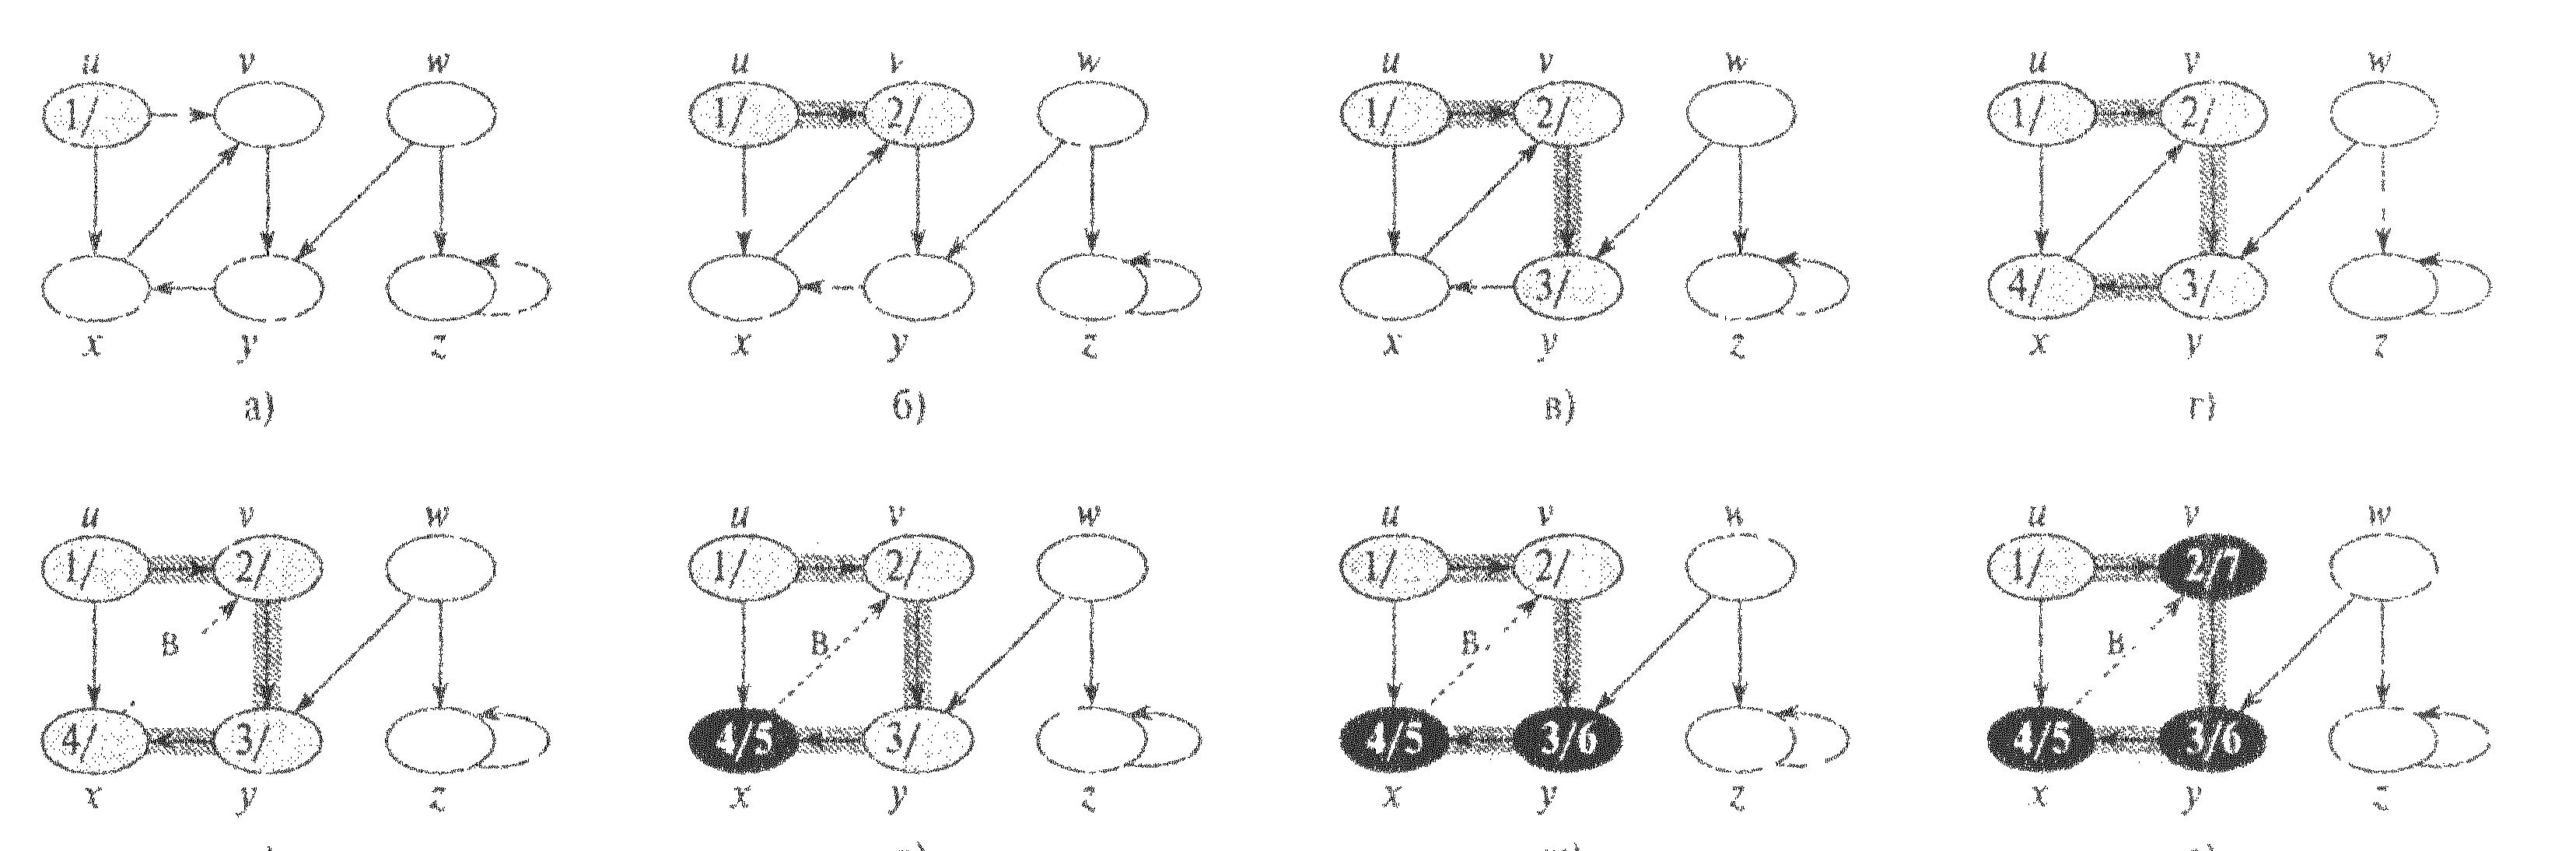 u v w u v w u v w u v w
1/ 1/ 2/ 1/ 2/ 1/ 2/
3/ 4/ 3/
x y z x y z x y z x y z
а) б) в) г)
u v w u v w u v w u v w
1/ 2/ 1/ 2/ 1/ 2/ 1/ 2/7
B B B B
4/ 3/ 4/5 3/ 4/5 3/6 4/5 3/6
x y z x y z x y z x y z